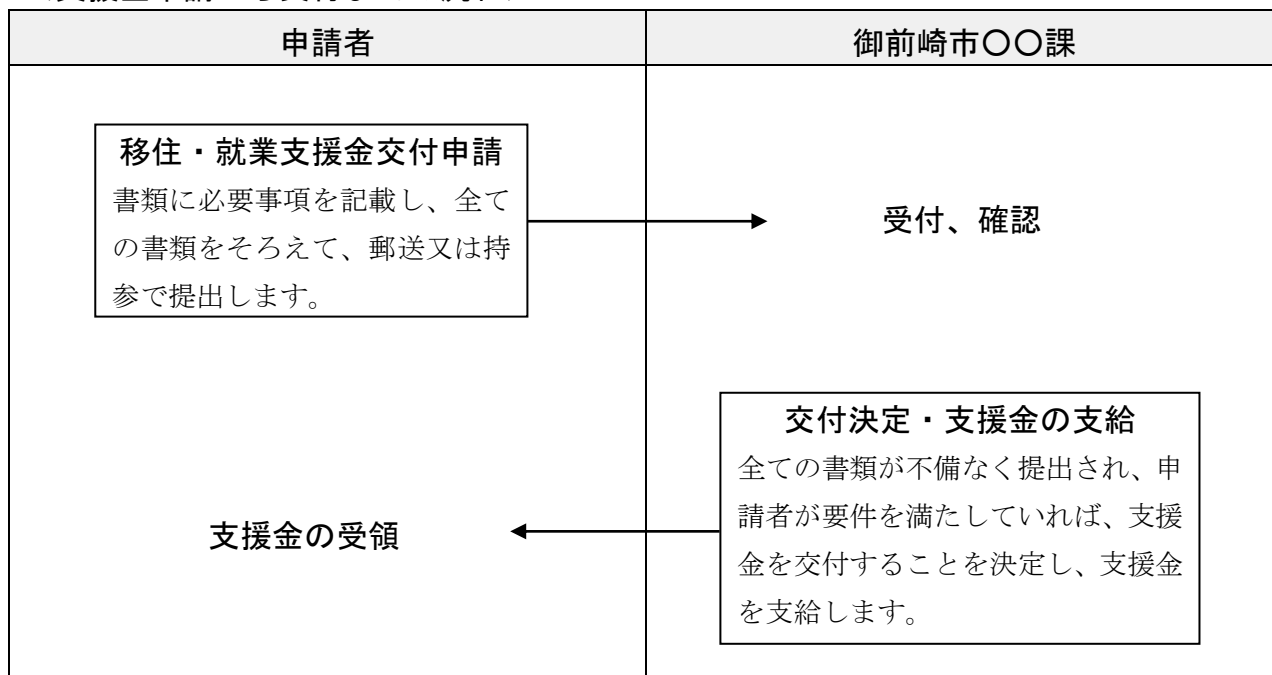 申請者
御前崎市〇〇課
移住・就業支援金交付申請
書類に必要事項を記載し、全て
の書類をそろえて、郵送又は持
参で提出します。
受付、確認
交付決定・支援金の支給
全ての書類が不備なく提出され、申
請者が要件を満たしていれば、支援
金を交付することを決定し、支援金
を支給します。
支援金の受領